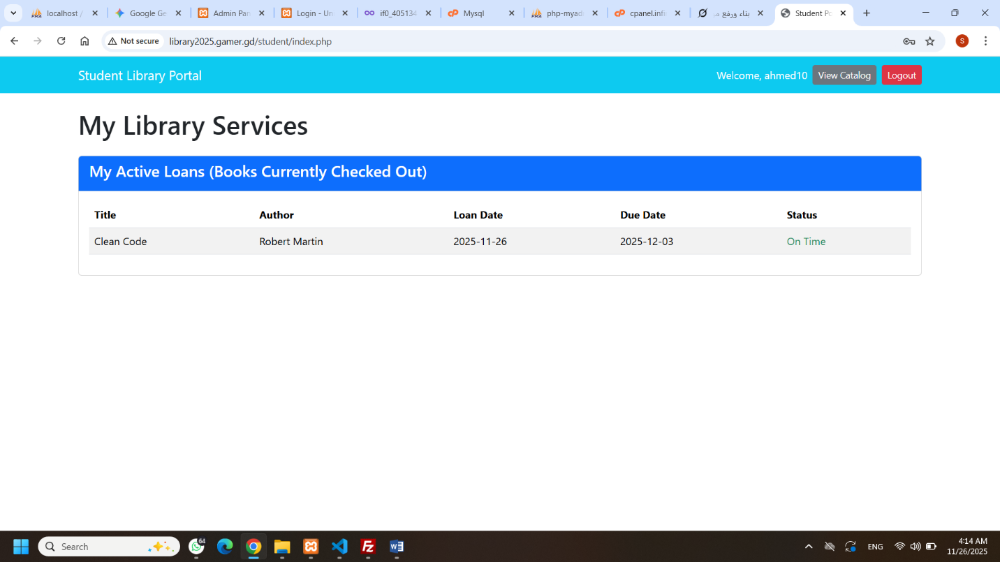 localhost /
Google Ge
Admin Pan
Login - Un
if0_405134
Mysql
php-myad
cpanel.infi
بناء ورفع م
Student Po
Not secure
library2025.gamer.gd/student/index.php
S
Student Library Portal
Welcome, ahmed10
View Catalog
Logout
My Library Services
My Active Loans (Books Currently Checked Out)
Title Author Loan Date Due Date Status
Clean Code Robert Martin 2025-11-26 2025-12-03 On Time
Search
64
ENG
4:14 AM
11/26/2025